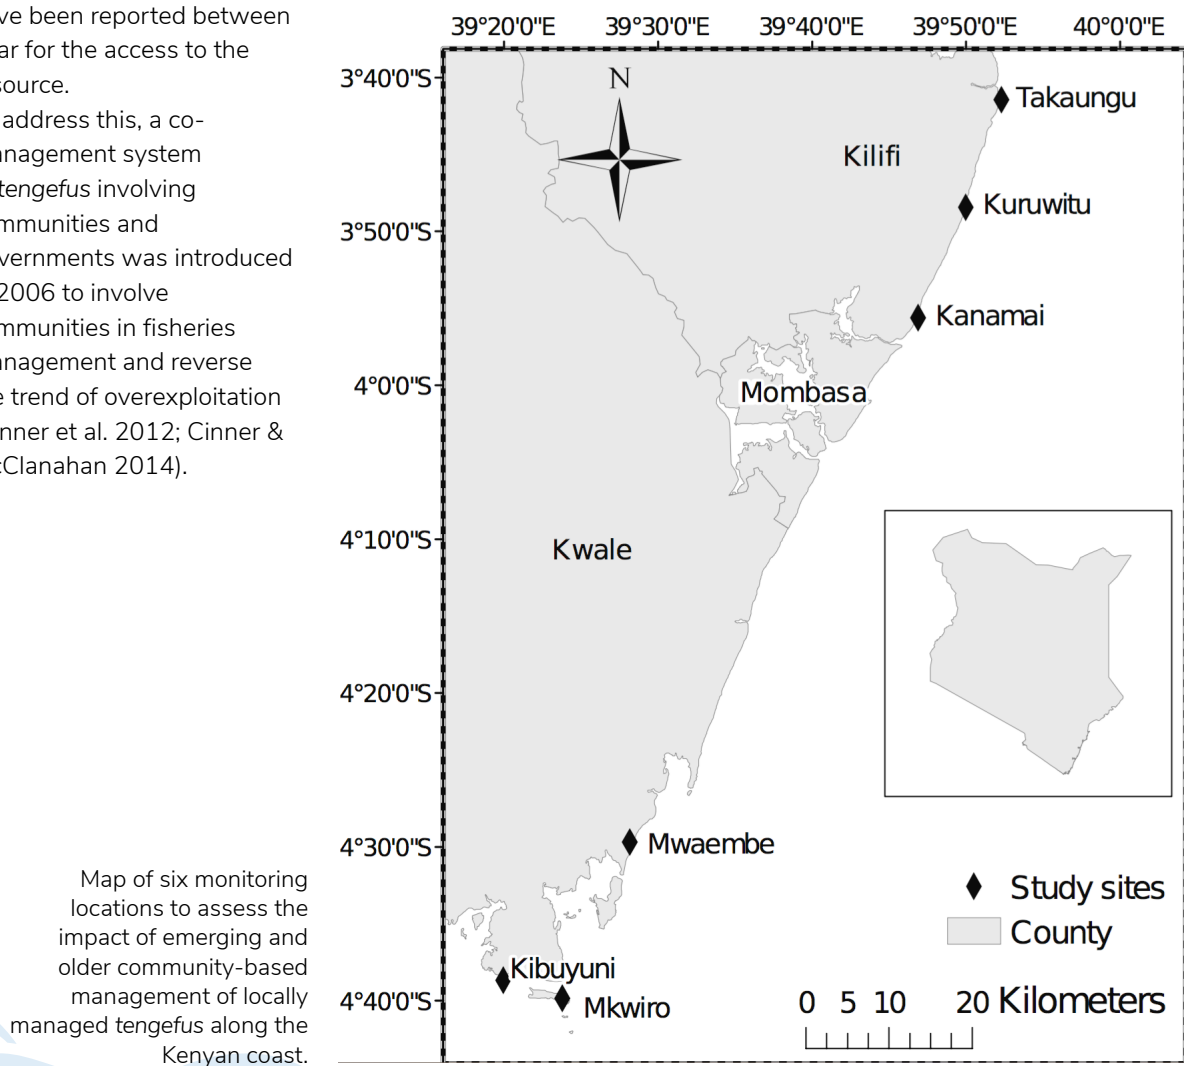 ve been reported between
ar for the access to the
source.
address this, a co-
anagement system
tengefus involving
mmunities and
vernments was introduced
2006 to involve
mmunities in fisheries
anagement and reverse
e trend of overexploitation
nner et al. 2012; Cinner &
cClanahan 2014).
Map of six monitoring
locations to assess the
impact of emerging and
older community-based
management of locally
managed tengefus along the
Kenyan coast.
39°20'0"E 39°30'0"E 39°40'0"E 39°50'0"E 40°00'0"E
3°40'0"S
3°50'0"S
4°0'0"S
4°10'0"S
4°20'0"S
4°30'0"S
4°40'0"S
N
Takaungu
Kilifi
Kuruwitu
Kanamai
Mombasa
Kwale
Mwaembe
Kibuyuni
Mkwiro
Study sites
County
0 5 10 20 Kilometers